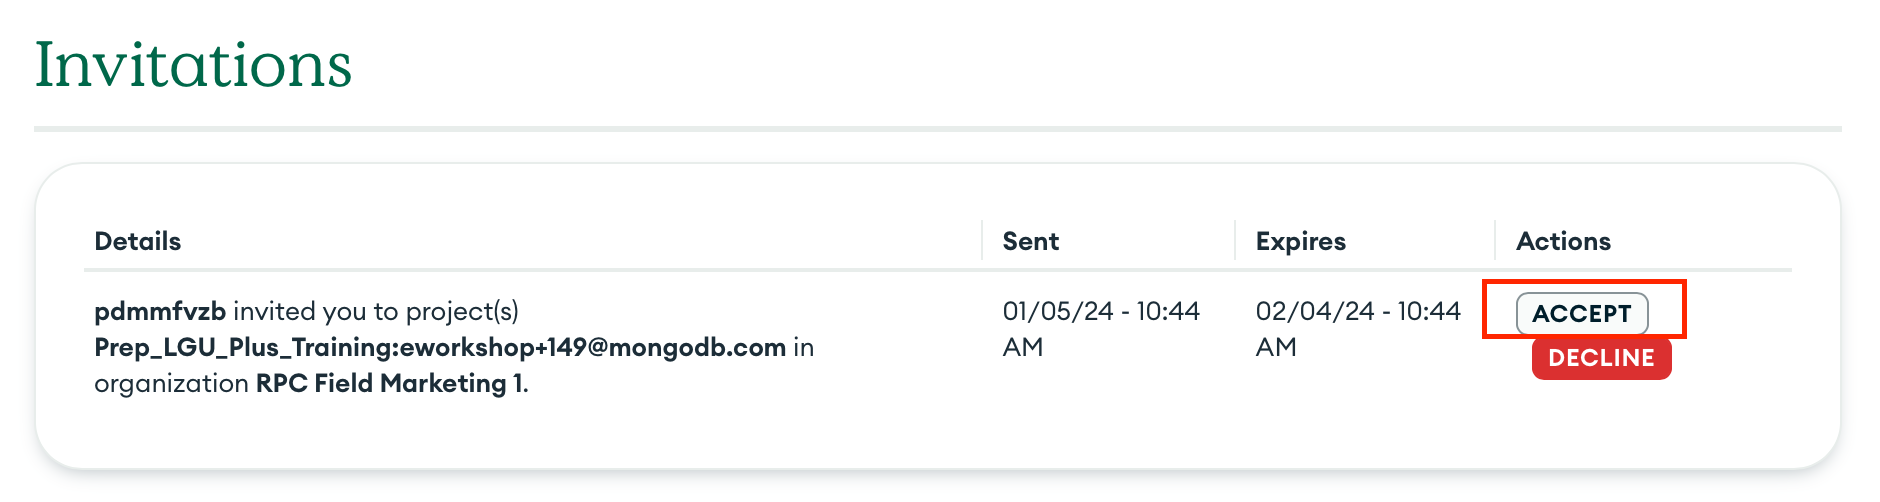 Invitations
Details Sent Expires Actions
pdmmfvzb invited you to project(s) 01/05/24 - 10:44 02/04/24 - 10:44 ACCEPT
Prep_LGU_Plus_Training:eworkshop+149@mongodb.com in AM AM DECLINE
organization RPC Field Marketing 1.